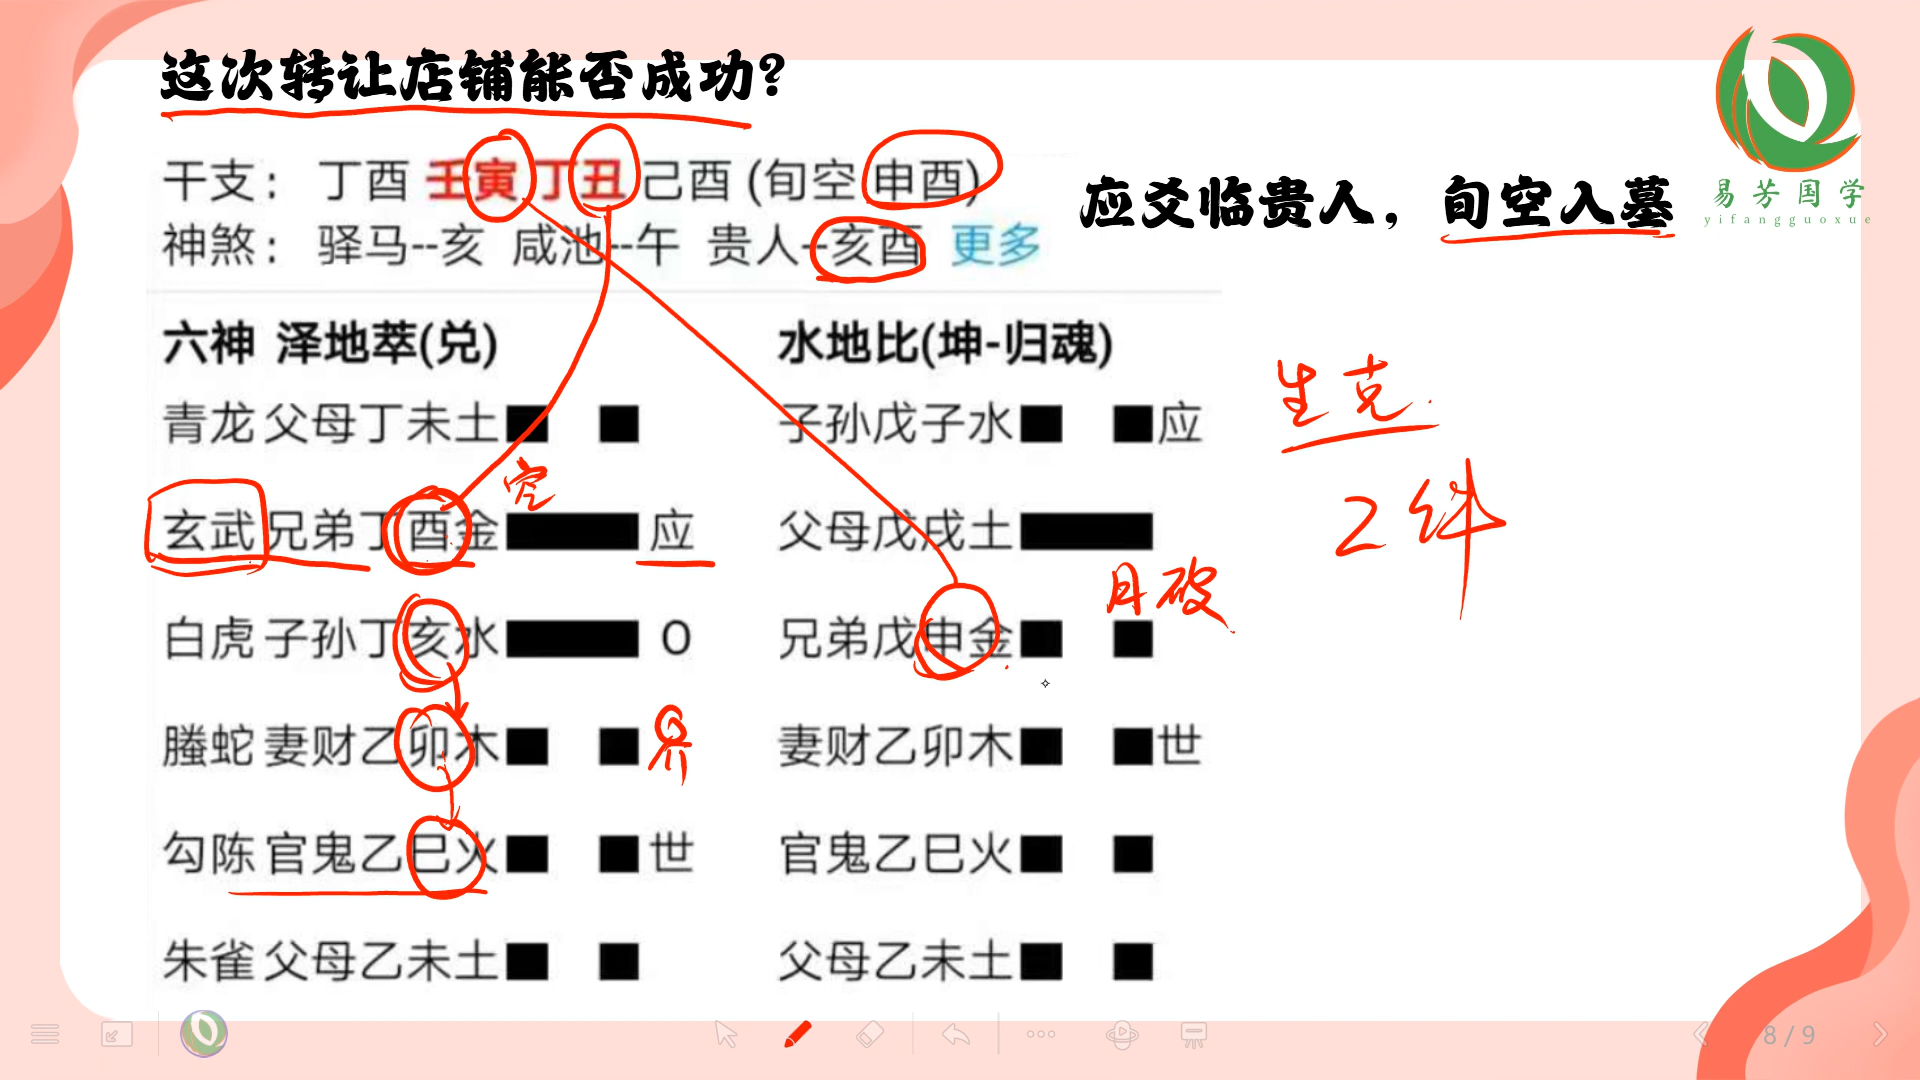 这次转让店铺能否成功?
干支: 丁酉 壬寅 丁丑 己酉 (旬空 申酉)
神煞: 驿马--亥 咸池--午 贵人--亥酉 更多
应爻临贵人，旬空入墓
易芳国学
yifangguoxue
六神 泽地萃(兑) 水地比(坤-归魂)
青龙 父母丁未土 子孙戊子水 应
空
玄武 兄弟丁酉金 应 父母戊戌土
白虎 子孙丁亥水 O 兄弟戊申金
螣蛇 妻财乙卯木 妻财乙卯木 世
勾陈 官鬼乙巳火 世 官鬼乙巳火
朱雀 父母乙未土 父母乙未土
生克
2件
月破
8 / 9